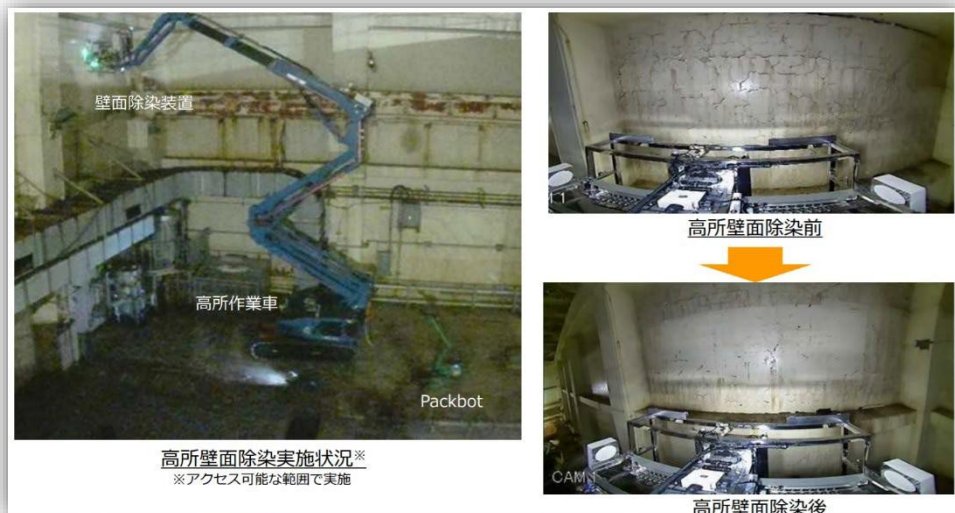 壁面除染装置
高所作業車
Packbot
高所壁面除染実施状況※
※アクセス可能な範囲で実施
高所壁面除染前
CAM1
高所壁面除染後